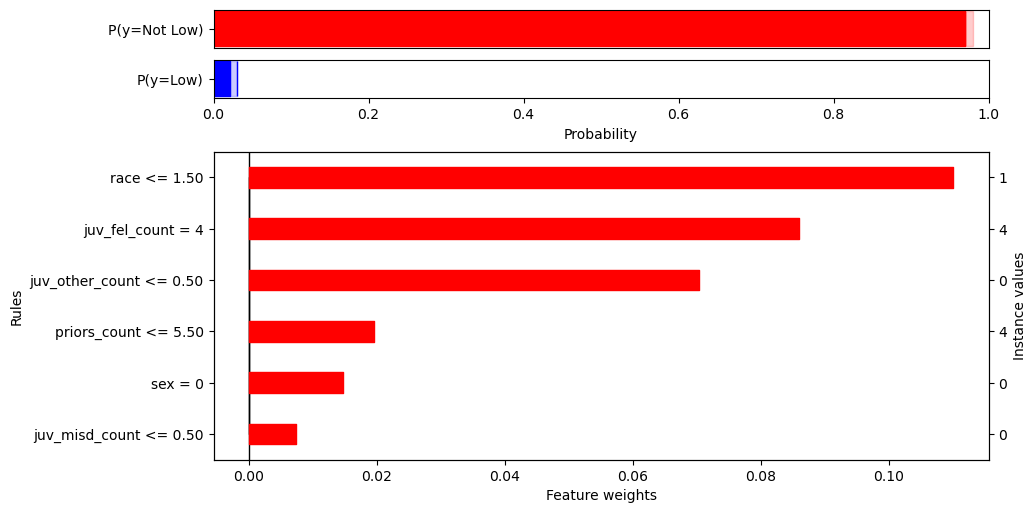 P(y=Not Low)
P(y=Low)
0.0 0.2 0.4 0.6 0.8 1.0
Probability
race <= 1.50 1
juv_fel_count = 4 4
juv_other_count <= 0.50 0
priors_count <= 5.50 4
sex = 0 0
juv_misd_count <= 0.50 0
Rules
Instance values
0.00 0.02 0.04 0.06 0.08 0.10
Feature weights